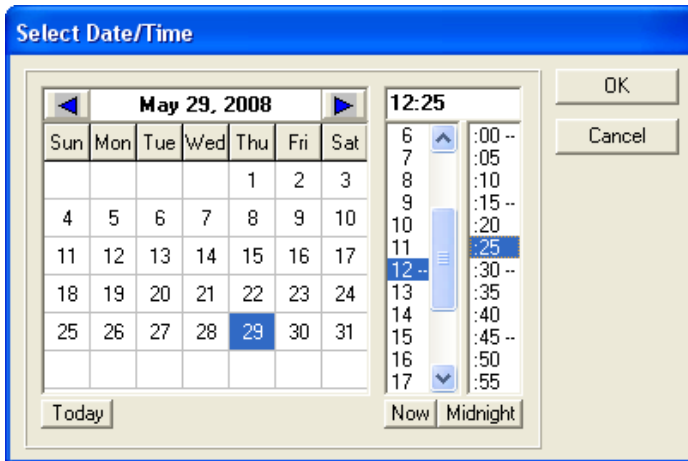 Select Date/Time
May 29, 2008
Sun Mon Tue Wed Thu Fri Sat
1 2 3
4 5 6 7 8 9 10
11 12 13 14 15 16 17
18 19 20 21 22 23 24
25 26 27 28 29 30 31
Today
12:25
6
7
8
9
10
11
12 --
13
14
15
16
17
:00 --
:05
:10
:15 --
:20
:25
:30 --
:35
:40
:45 --
:50
:55
Now Midnight
OK
Cancel